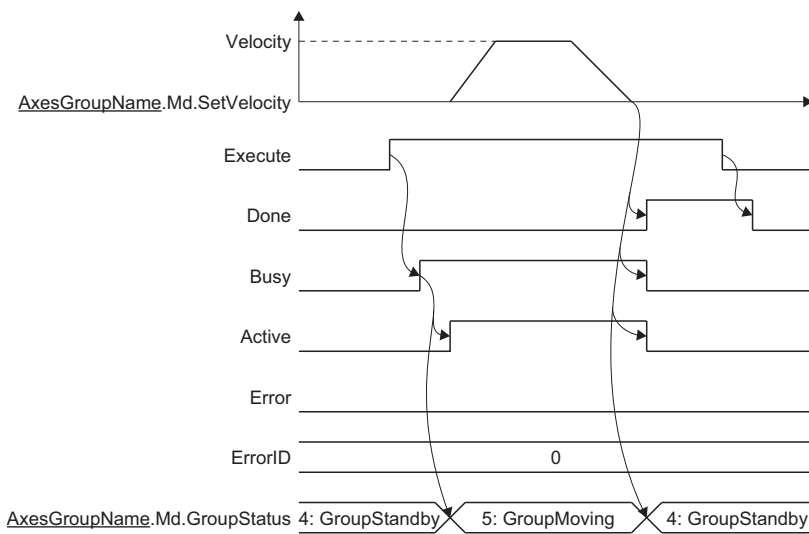 Velocity
AxesGroupName.Md.SetVelocity
Execute
Done
Busy
Active
Error
ErrorID
0
AxesGroupName.Md.GroupStatus 4: GroupStandby 5: GroupMoving 4: GroupStandby